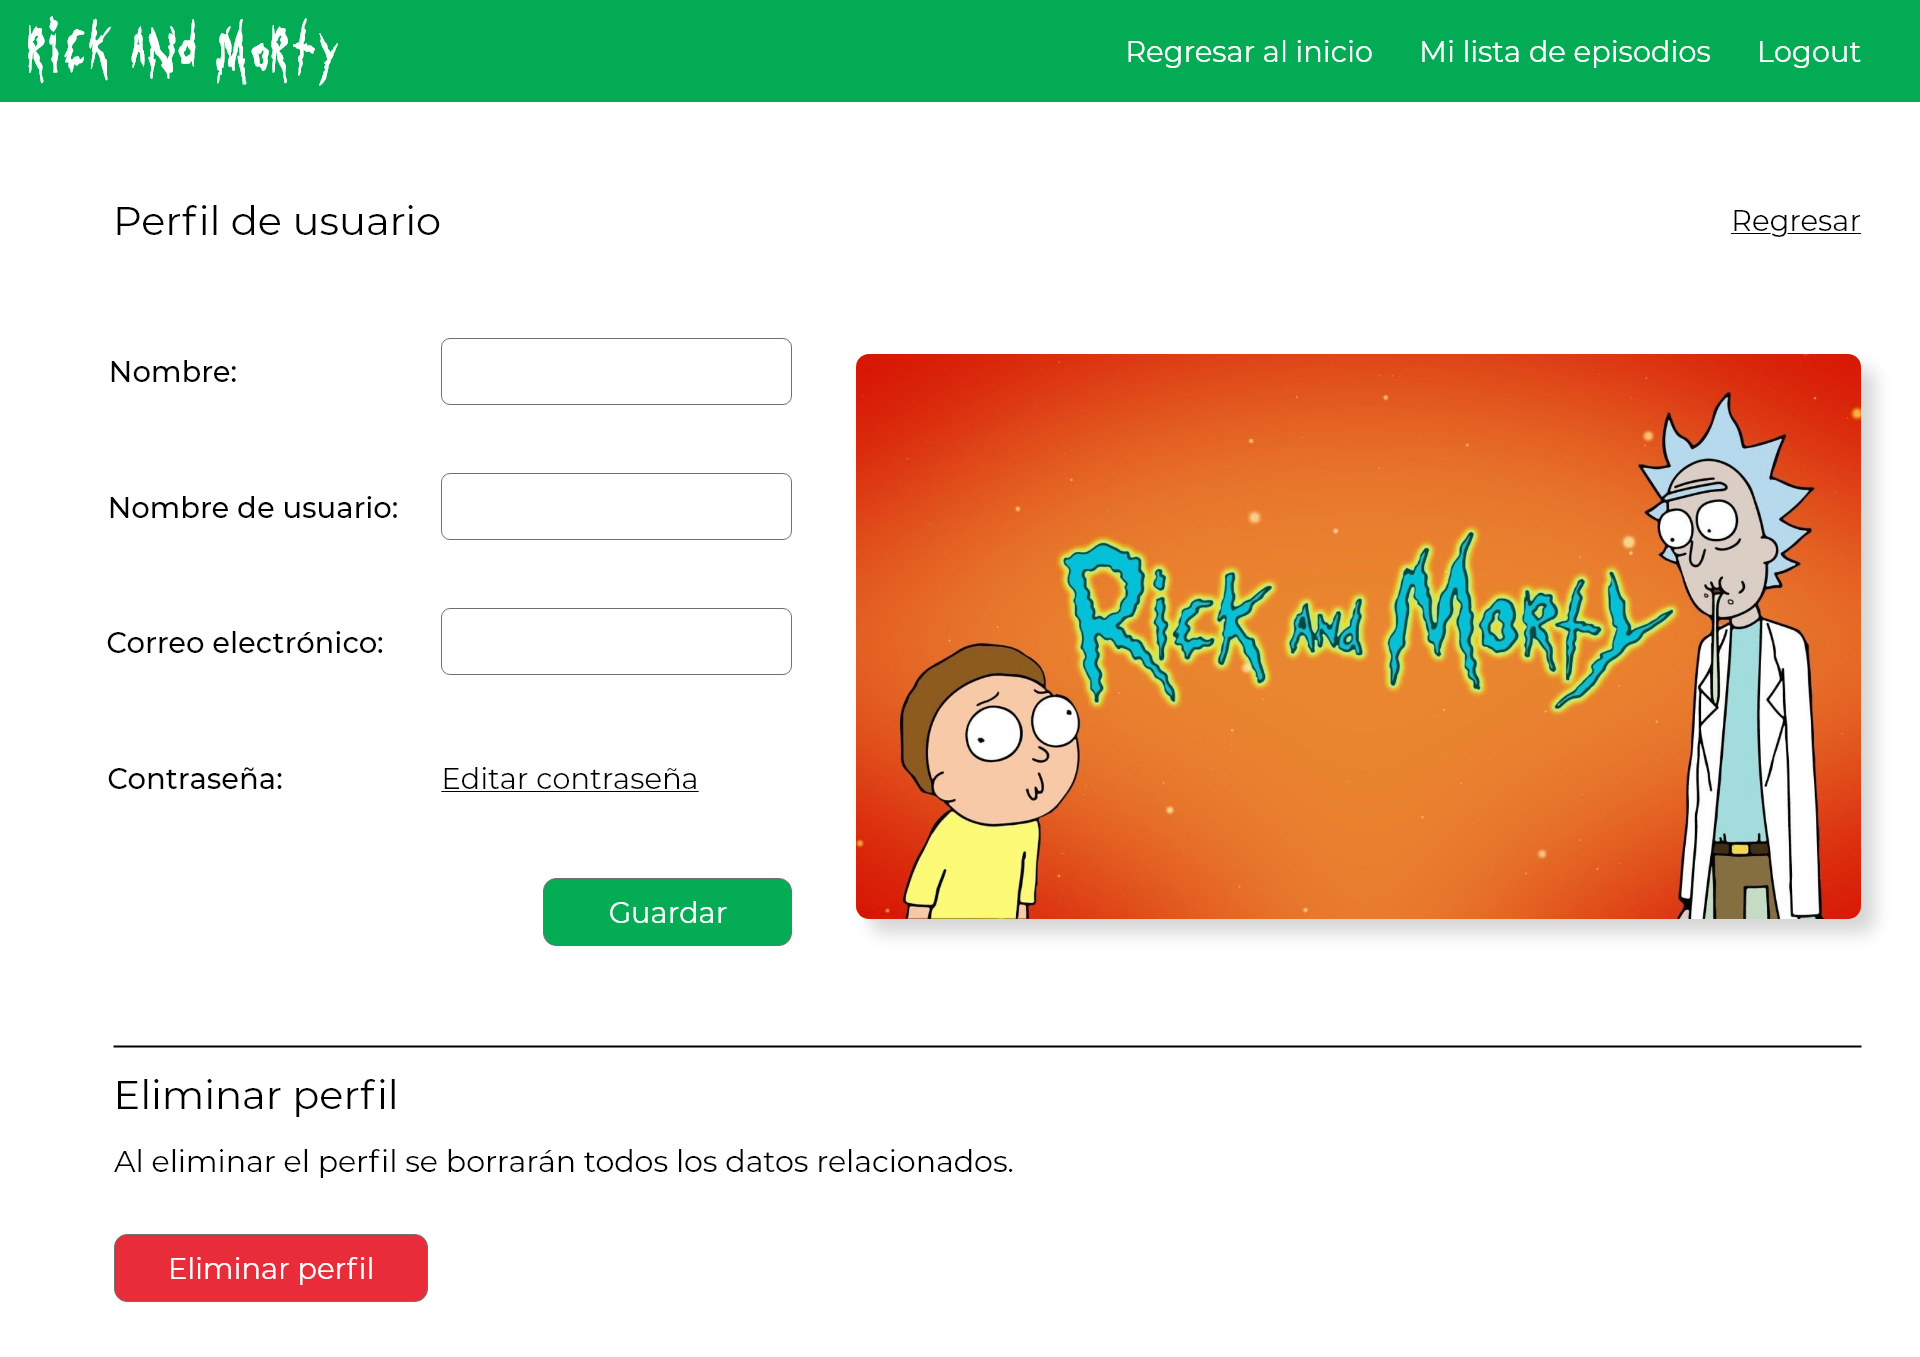 Rick and Morty
Regresar al inicio
Mi lista de episodios
Logout
Perfil de usuario
Regresar
Nombre:
Nombre de usuario:
Correo electrónico:
Contraseña:
Editar contraseña
Guardar
Rick and Morty
Eliminar perfil
Al eliminar el perfil se borrarán todos los datos relacionados.
Eliminar perfil